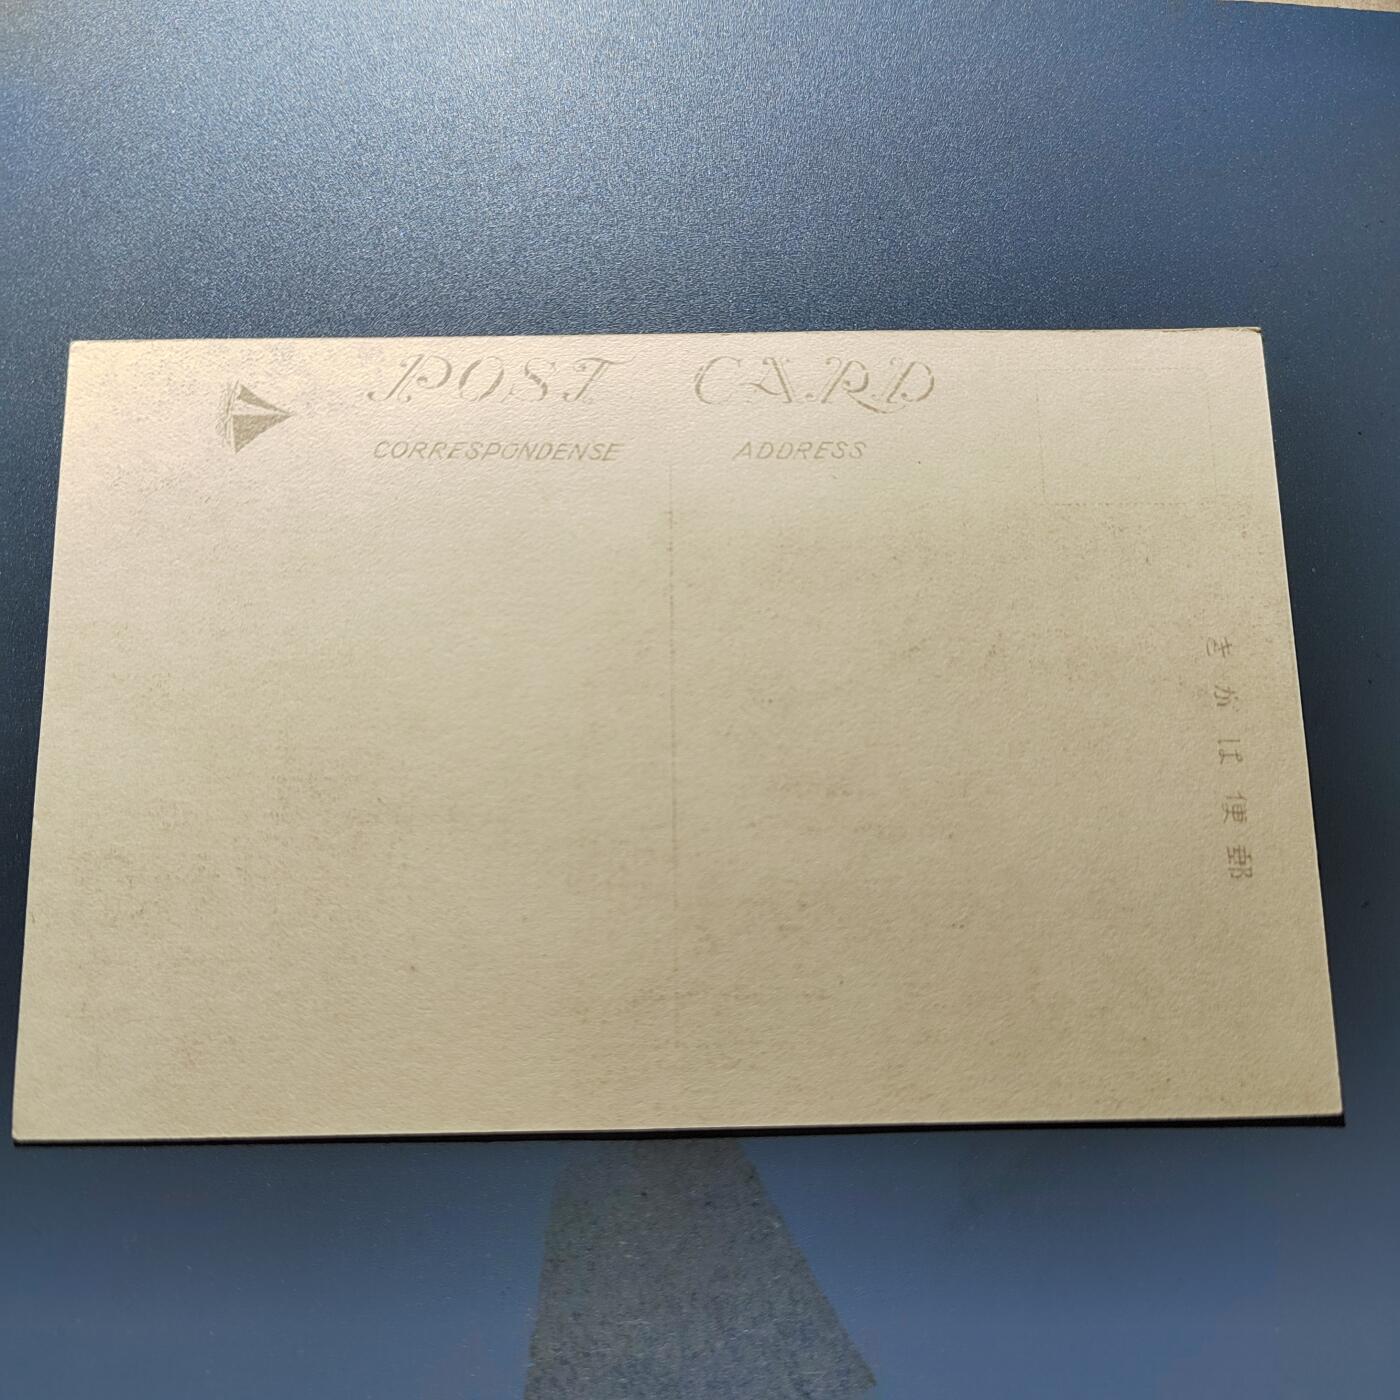 POST CARD
CORRESPONDENSE
ADDRESS
きがは便郵